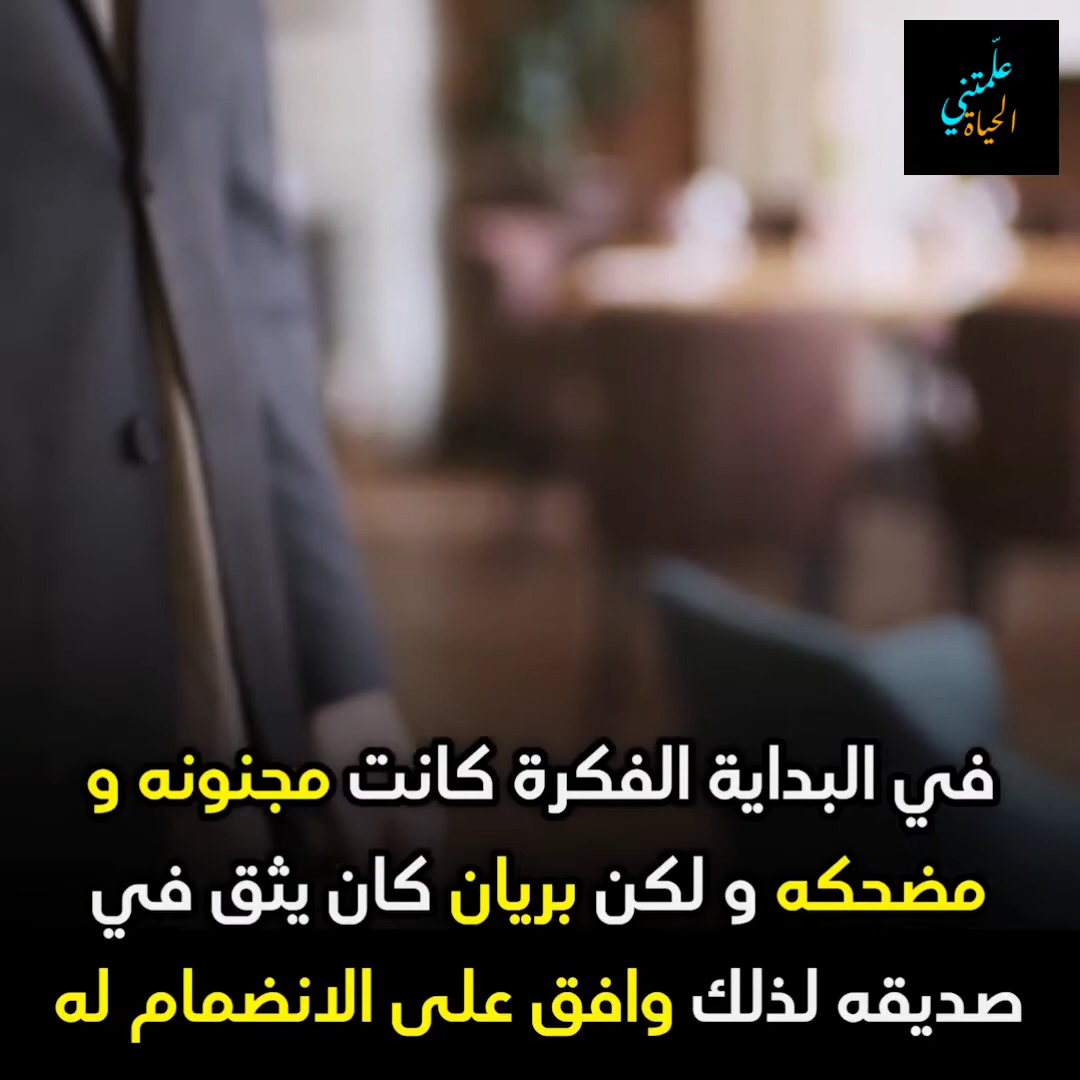 علّمتني
الحياة
في البداية الفكرة كانت مجنونه و
مضحكه و لكن بريان كان يثق في
صديقه لذلك وافق على الانضمام له